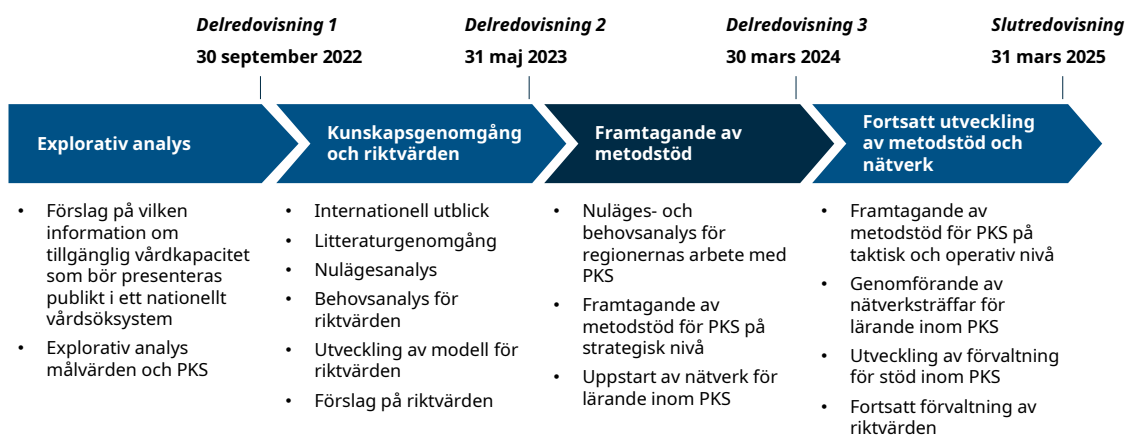 Delredovisning 1
30 september 2022
Delredovisning 2
31 maj 2023
Delredovisning 3
30 mars 2024
Slutredovisning
31 mars 2025
Explorativ analys
Kunskapsgenomgång
och riktvärden
Framtagande av
metodstöd
Fortsatt utveckling
av metodstöd och
nätverk
• Förslag på vilken
information om
tillgänglig vårdkapacitet
som bör presenteras
publikt i ett nationellt
vårdsöksystem
• Explorativ analys
målvärden och PKS
• Internationell utblick
• Litteraturgenomgång
• Nulägesanalys
• Behovsanalys för
riktvärden
• Utveckling av modell för
riktvärden
• Förslag på riktvärden
• Nuläges- och
behovsanalys för
regionernas arbete med
PKS
• Framtagande av
metodstöd för PKS på
strategisk nivå
• Uppstart av nätverk för
lärande inom PKS
• Framtagande av
metodstöd för PKS på
taktisk och operativ nivå
• Genomförande av
nätverksträffar för
lärande inom PKS
• Utveckling av förvaltning
för stöd inom PKS
• Fortsatt förvaltning av
riktvärden